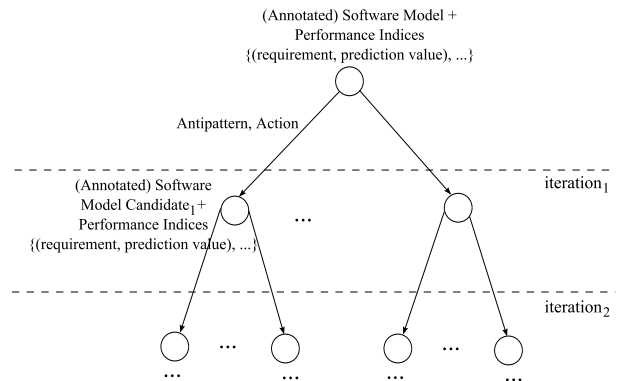 (Annotated) Software Model +
Performance Indices
{(requirement, prediction value), ...}
Antipattern, Action
iteration1
(Annotated) Software
Model Candidate1+
Performance Indices
{(requirement, prediction value), ...}
...
iteration2
... ...
... ... ... ...